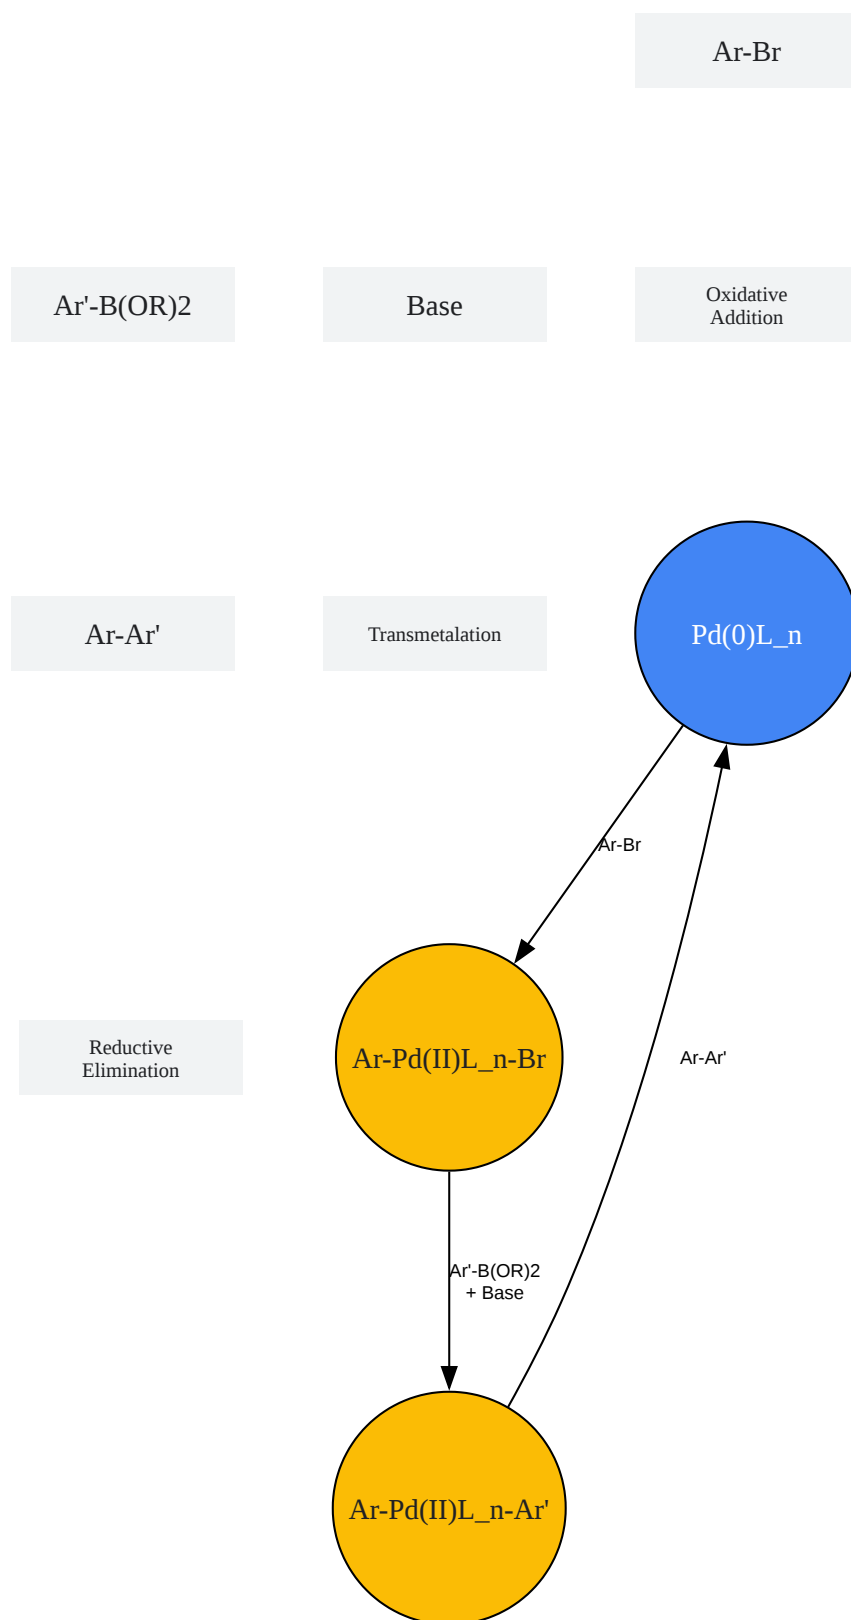 Ar-Br
Ar'-B(OR)2
Base
Oxidative
Addition
Ar-Ar'
Transmetalation
Pd(0)L_n
Ar-Br
Reductive
Elimination
Ar-Pd(II)L_n-Br
Ar-Ar'
Ar'-B(OR)2
+ Base
Ar-Pd(II)L_n-Ar'